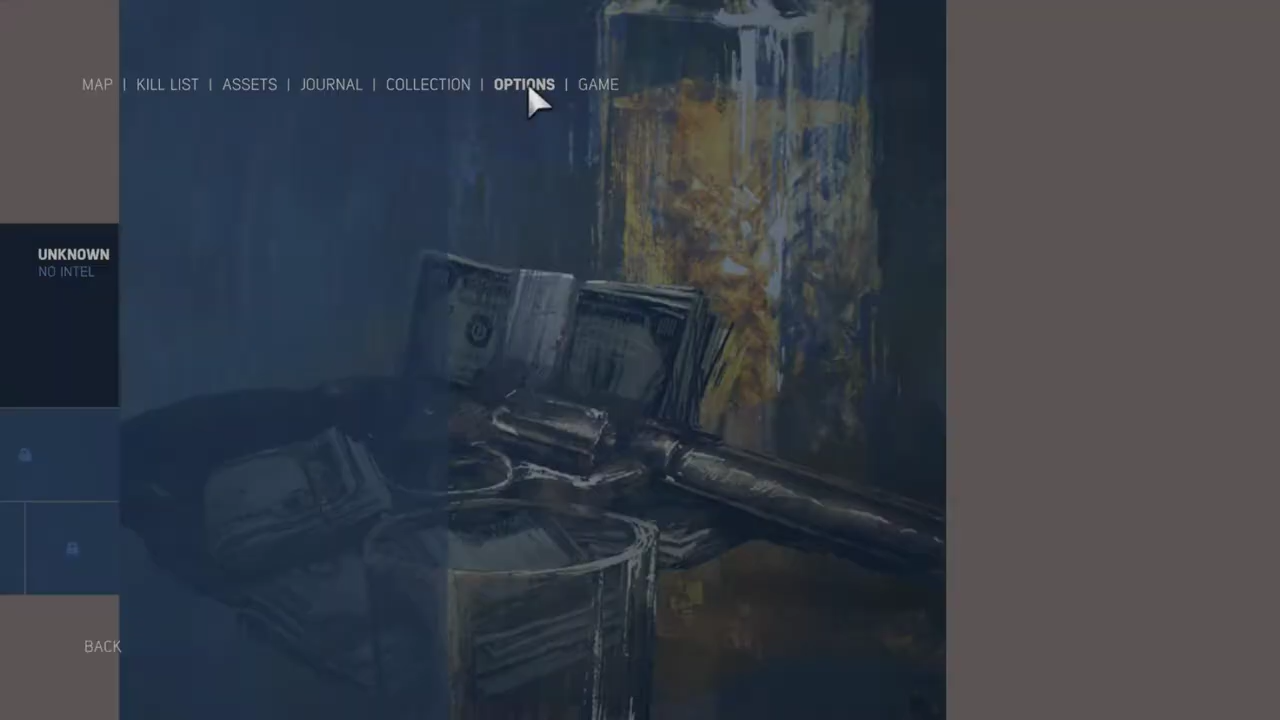 MAP | KILL LIST | ASSETS | JOURNAL | COLLECTION | OPTIONS | GAME
UNKNOWN
NO INTEL
BACK